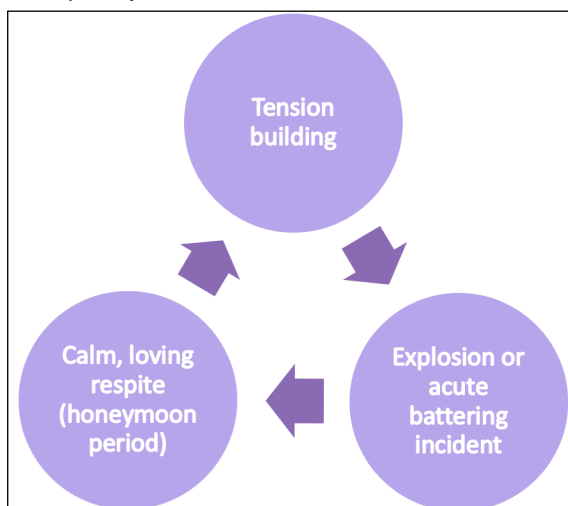 Tension
building
Explosion or
acute
battering
incident
Calm, loving
respite
(honeymoon
period)